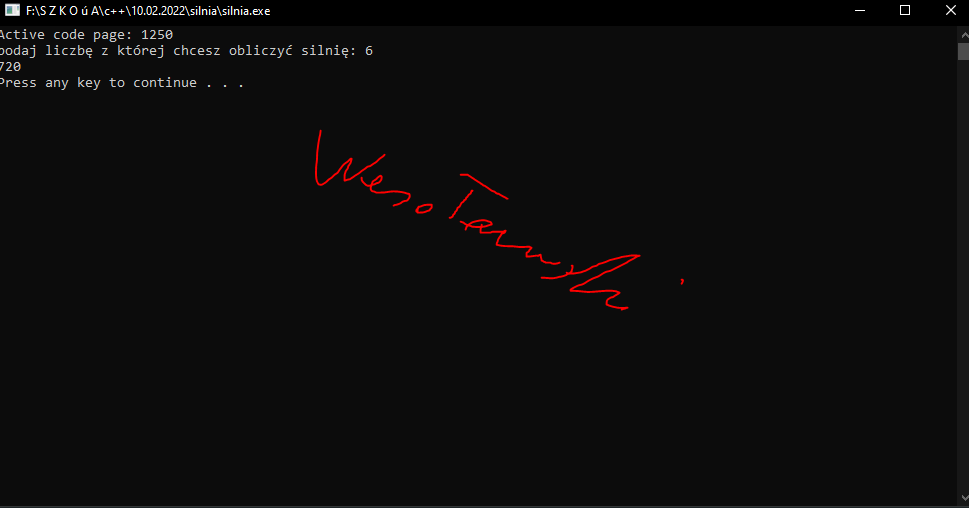 F:\S Z K O ú A\c++\10.02.2022\silnia\silnia.exe
Active code page: 1250
podaj liczbę z której chcesz obliczyć silnię: 6
720
Press any key to continue . . .